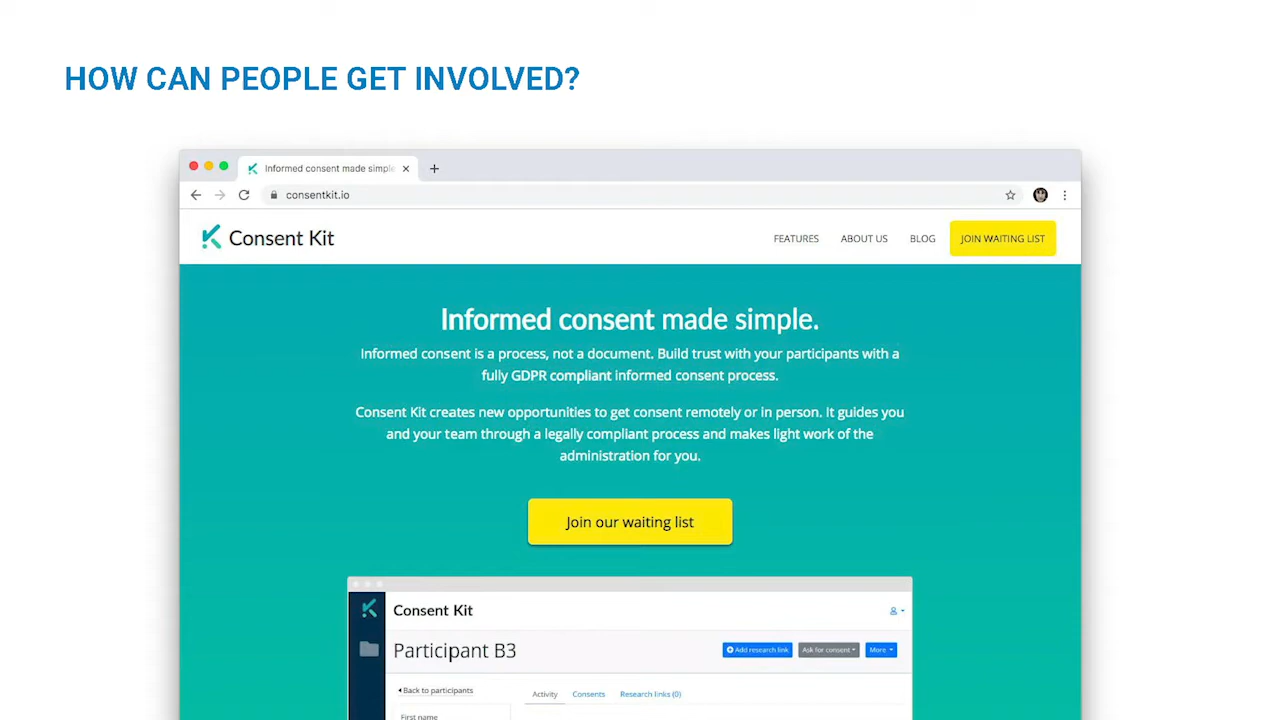 HOW CAN PEOPLE GET INVOLVED?
Informed consent made simple
consentkit.io
Consent Kit
FEATURES
ABOUT US
BLOG
JOIN WAITING LIST
Informed consent made simple.
Informed consent is a process, not a document. Build trust with your participants with a
fully GDPR compliant informed consent process.
Consent Kit creates new opportunities to get consent remotely or in person. It guides you
and your team through a legally compliant process and makes light work of the
administration for you.
Join our waiting list
Consent Kit
Participant B3
Add research link
Ask for consent
More
Back to participants
Activity
Consents
Research links (0)
First name